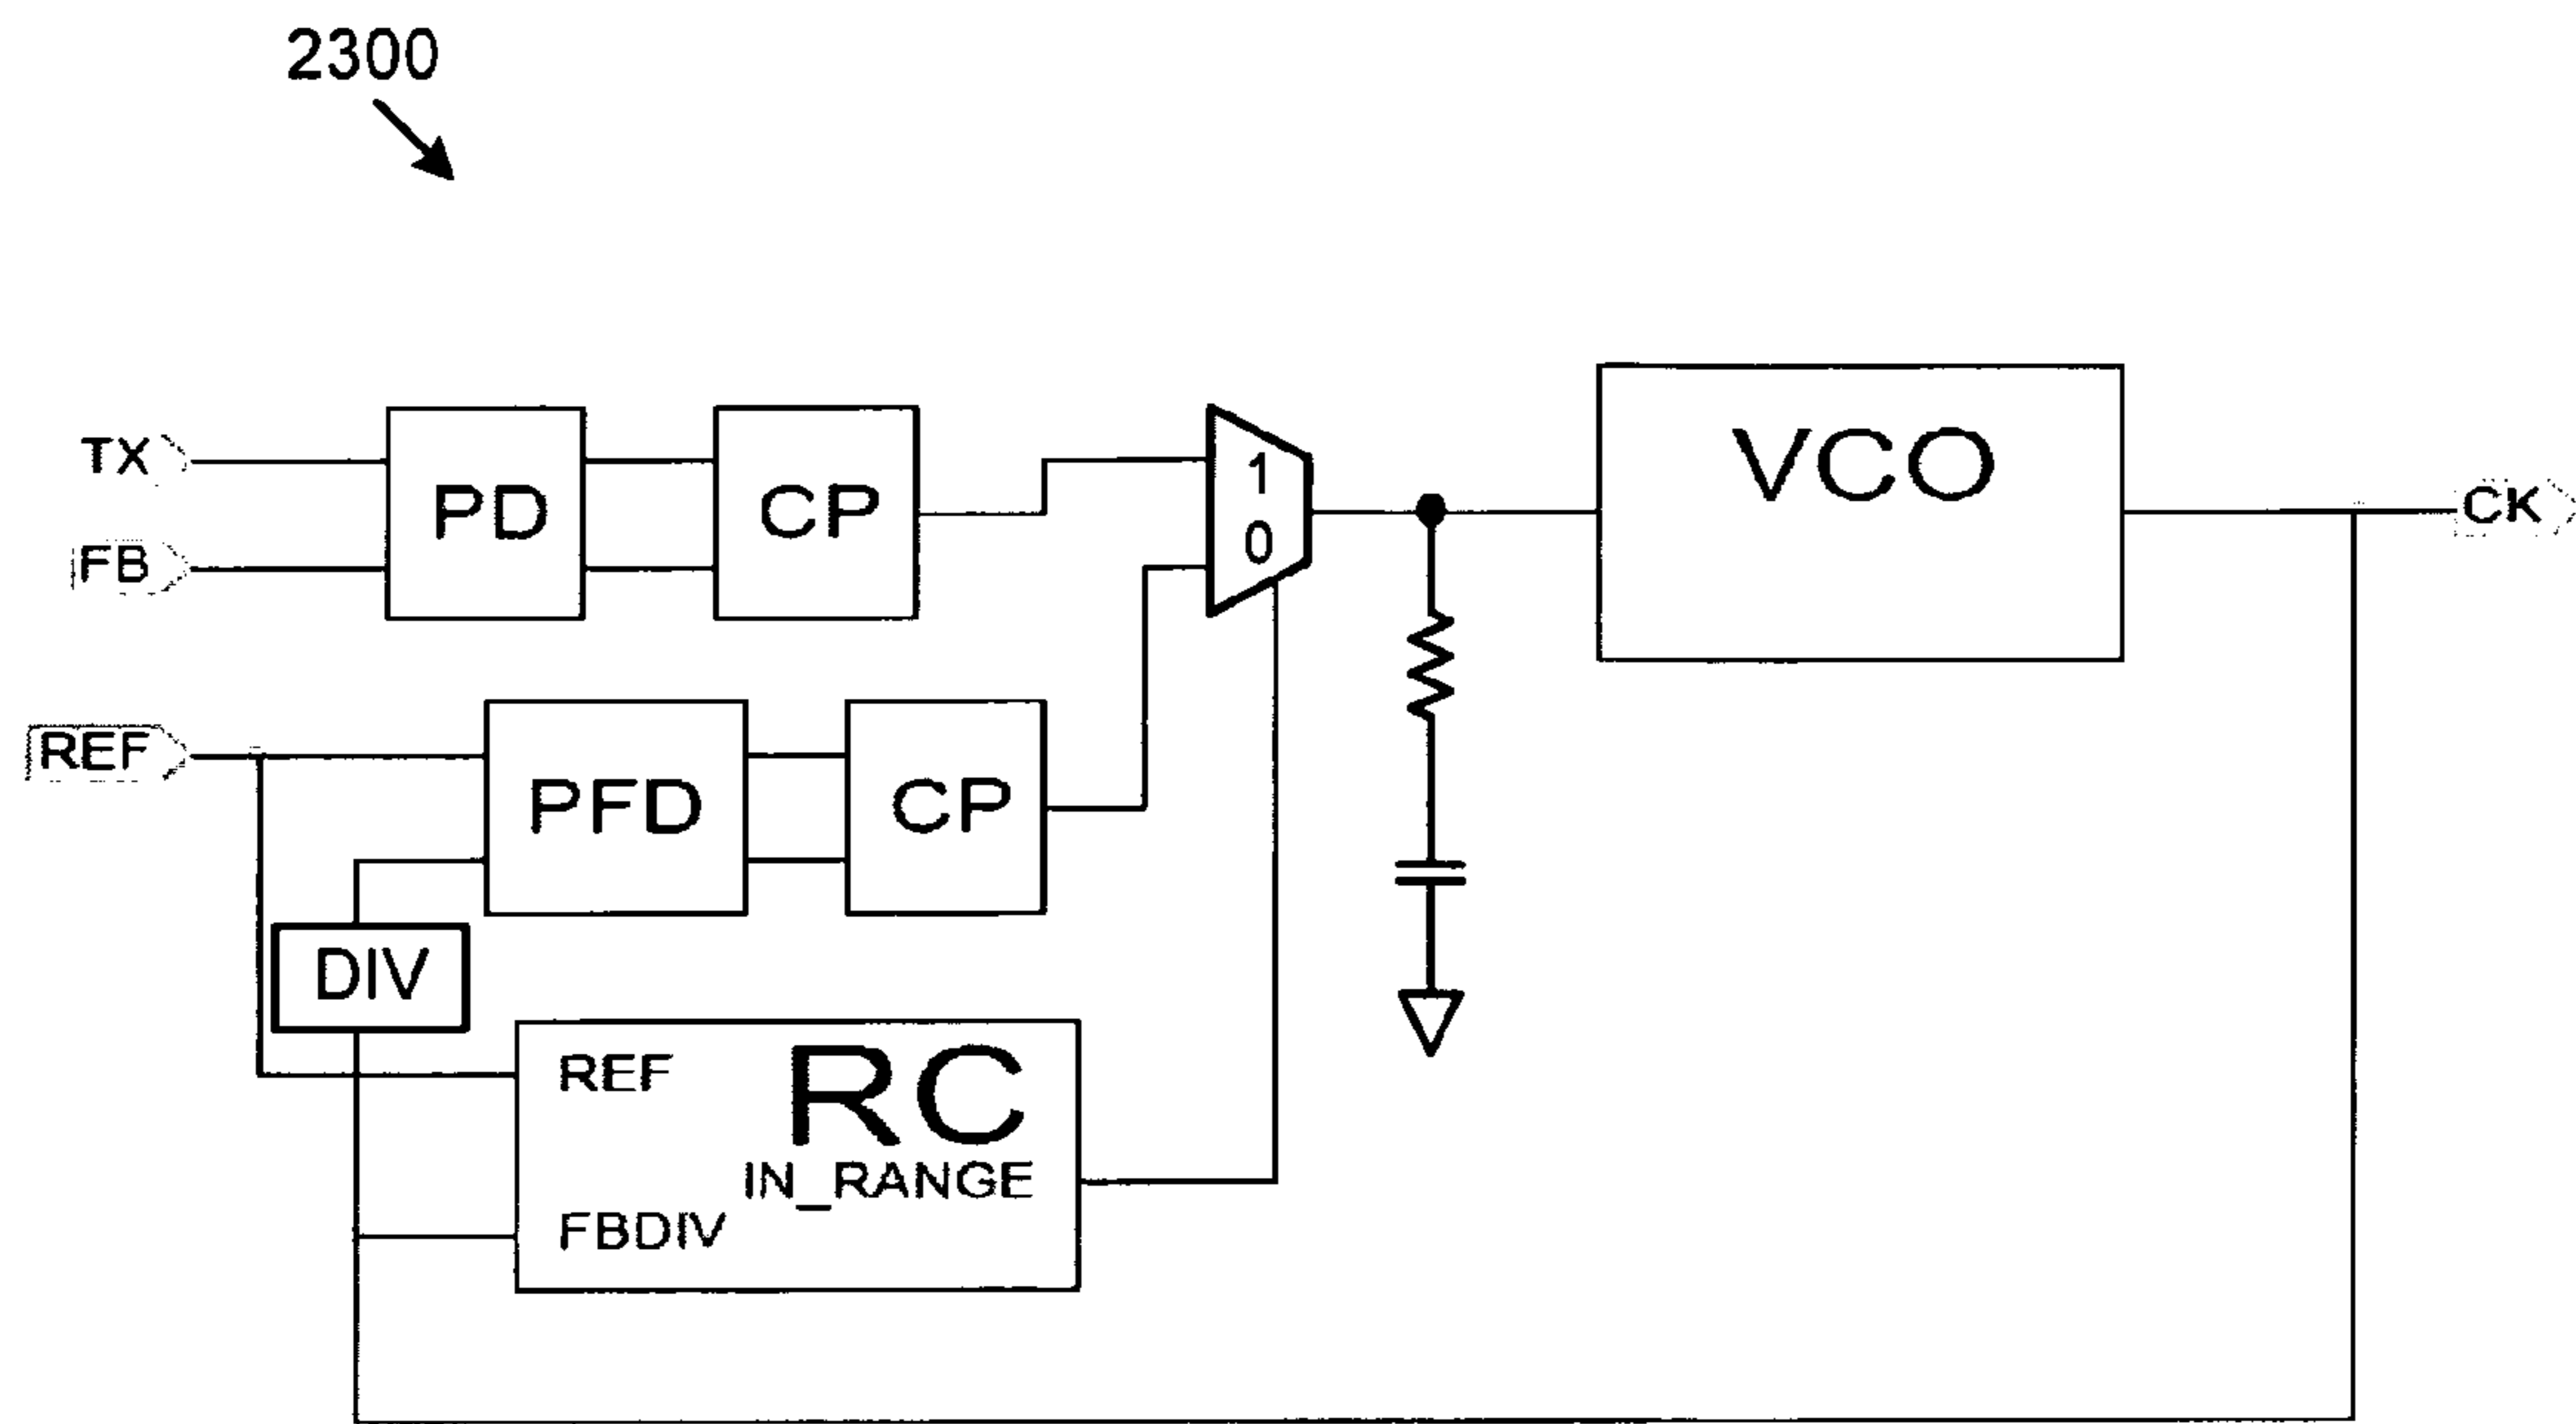 2300
TX
FB
PD
CP
1
0
VCO
CK
REF
PFD
CP
DIV
REF
RC
IN_RANGE
FBDIV